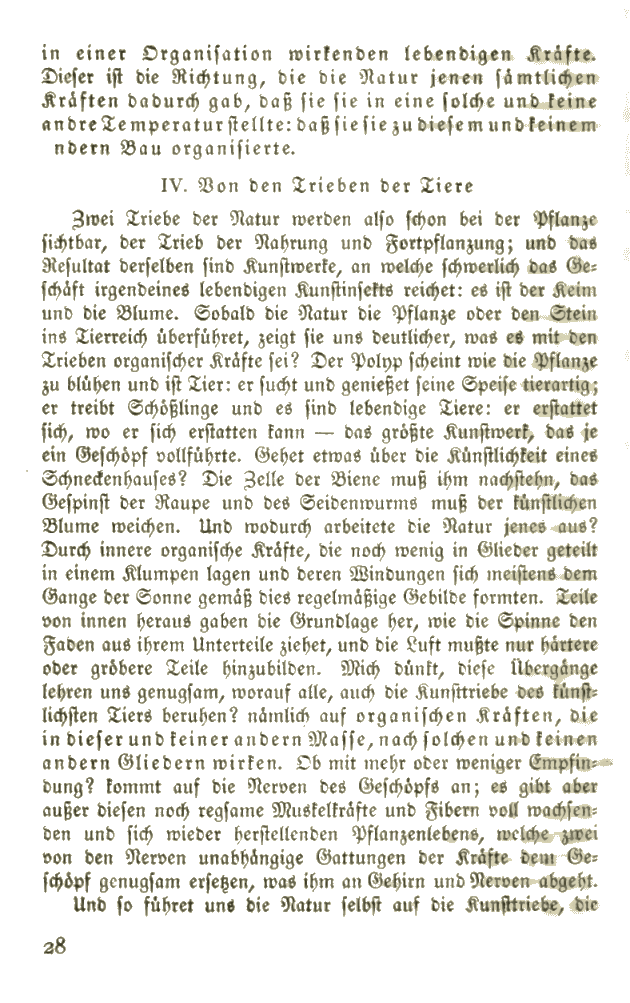 in einer Organisation wirkenden lebendigen Kräfte.
Dieser ist die Richtung, die die Natur jenen sämtlichen
Kräften dadurch gab, daß sie sie in eine solche und keine
andre Temperatur stellte: daß sie sie zu diesem und keinem
ndern Bau organisierte.
IV. Von den Trieben der Tiere
Zwei Triebe der Natur werden also schon bei der Pflanze
sichtbar, der Trieb der Nahrung und Fortpflanzung; und das
Resultat derselben sind Kunstwerke, an welche schwerlich das Ge-
schäft irgendeines lebendigen Kunstinsekts reichet: es ist der Keim
und die Blume. Sobald die Natur die Pflanze oder den Stein
ins Tierreich überführet, zeigt sie uns deutlicher, was es mit den
Trieben organischer Kräfte sei? Der Polyp scheint wie die Pflanze
zu blühen und ist Tier: er sucht und genießet seine Speise tierartig;
er treibt Schößlinge und es sind lebendige Tiere: er erstattet
sich, wo er sich erstatten kann — das größte Kunstwerk, das je
ein Geschöpf vollführte. Gehet etwas über die Künstlichkeit eines
Schneckenhauses? Die Zelle der Biene muß ihm nachstehn, das
Gespinst der Raupe und des Seidenwurms muß der künstlichen
Blume weichen. Und wodurch arbeitete die Natur jenes aus?
Durch innere organische Kräfte, die noch wenig in Glieder geteilt
in einem Klumpen lagen und deren Windungen sich meistens dem
Gange der Sonne gemäß dies regelmäßige Gebilde formten. Teile
von innen heraus gaben die Grundlage her, wie die Spinne den
Faden aus ihrem Unterteile ziehet, und die Luft mußte nur härtere
oder gröbere Teile hinzubilden. Mich dünkt, diese Übergänge
lehren uns genugsam, worauf alle, auch die Kunsttriebe des künst-
lichsten Tiers beruhen? nämlich auf organischen Kräften, die
in dieser und keiner andern Masse, nach solchen und keinen
andern Gliedern wirken. Ob mit mehr oder weniger Empfin-
dung? kommt auf die Nerven des Geschöpfs an; es gibt aber
außer diesen noch regsame Muskelkräfte und Fibern voll wachsen-
den und sich wieder herstellenden Pflanzenlebens, welche zwei
von den Nerven unabhängige Gattungen der Kräfte dem Ge-
schöpf genugsam ersetzen, was ihm an Gehirn und Nerven abgeht.
Und so führet uns die Natur selbst auf die Kunsttriebe, die
28